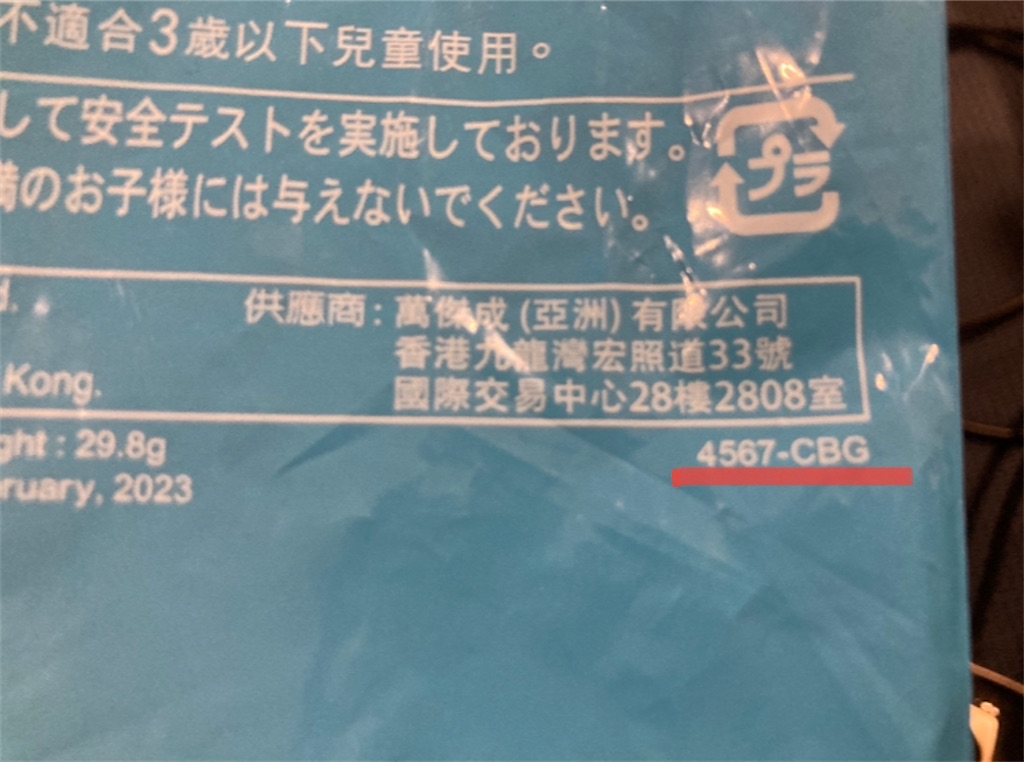 不適合3歲以下兒童使用。
して安全テストを実施しております。
満のお子様には与えないでください。
プラ
d.
供應商：萬傑成 (亞洲) 有限公司
香港九龍灣宏照道33號
Kong.
國際交易中心28樓2808室
ght : 29.8g
4567-CBG
ruary, 2023